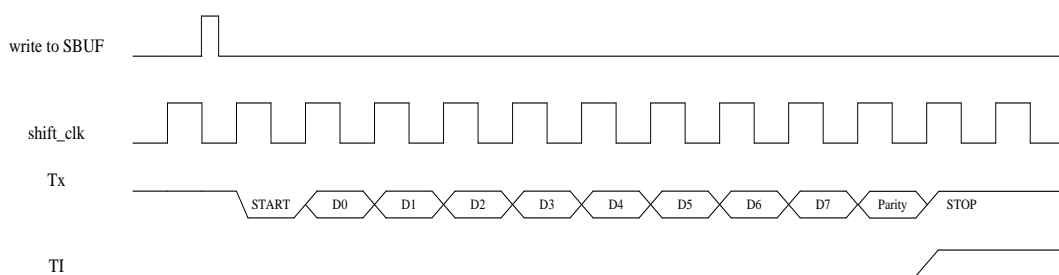 write to SBUF
shift_clk
Tx
START D0 D1 D2 D3 D4 D5 D6 D7 Parity STOP
TI